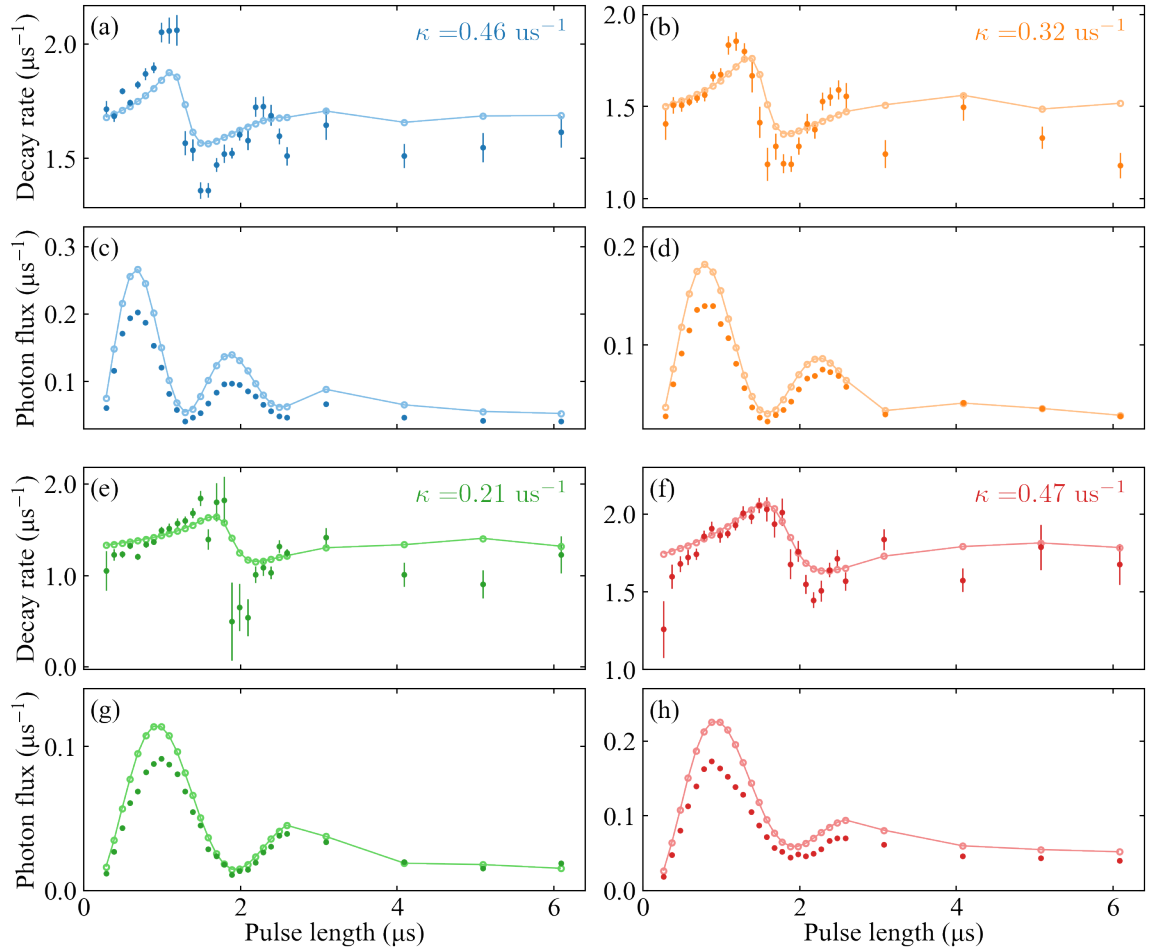 (a)
κ =0.46 us⁻¹
2.0
1.5
Decay rate (μs⁻¹)
(b)
κ =0.32 us⁻¹
2.0
1.5
1.0
(c)
0.3
0.2
0.1
Photon flux (μs⁻¹)
(d)
0.2
0.1
(e)
κ =0.21 us⁻¹
2.0
1.0
0.0
Decay rate (μs⁻¹)
(f)
κ =0.47 us⁻¹
2.0
1.5
1.0
(g)
0.1
0.0
Photon flux (μs⁻¹)
0 2 4 6
Pulse length (μs)
(h)
0.2
0.1
0.0
0 2 4 6
Pulse length (μs)